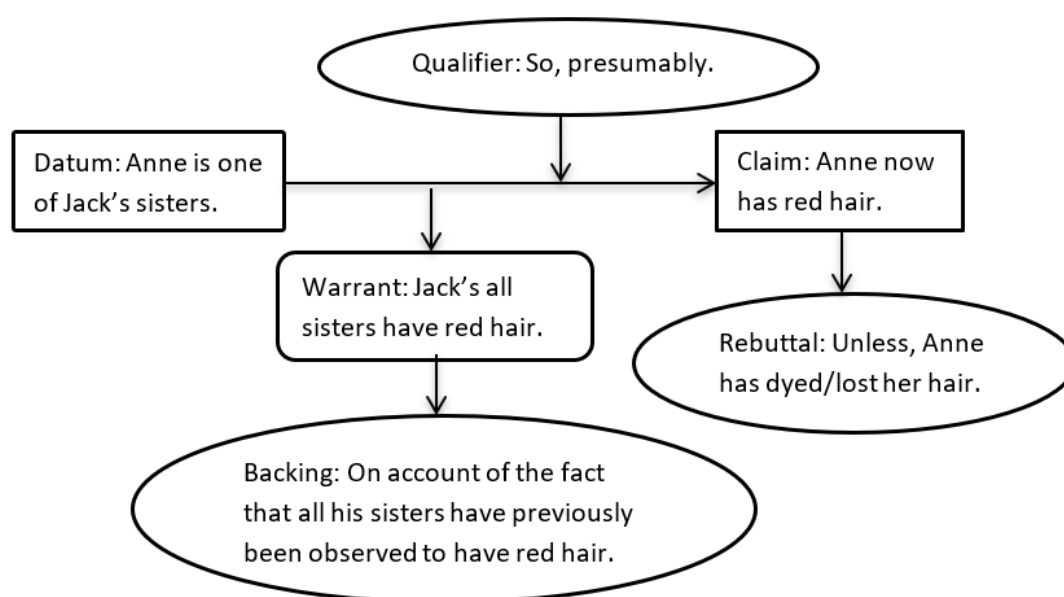 Qualifier: So, presumably.
Datum: Anne is one
of Jack’s sisters.
Claim: Anne now
has red hair.
Warrant: Jack’s all
sisters have red hair.
Rebuttal: Unless, Anne
has dyed/lost her hair.
Backing: On account of the fact
that all his sisters have previously
been observed to have red hair.